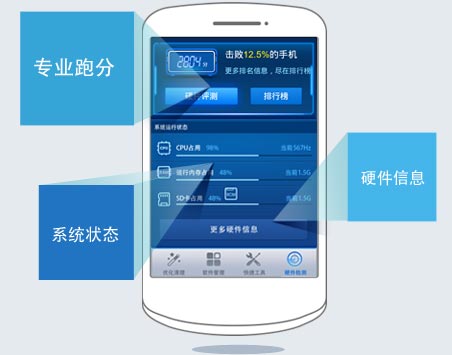 专业跑分
2804分
击败12.5%的手机
更多排名信息，尽在排行榜
硬件评测
排行榜
系统运行状态
CPU占用 98% 当前567Hz
运行内存占用 48% 当前1.5G
SD卡占用 48% 当前1.5G
更多硬件信息
硬件信息
系统状态
优化清理 软件管理 快捷工具 硬件检测